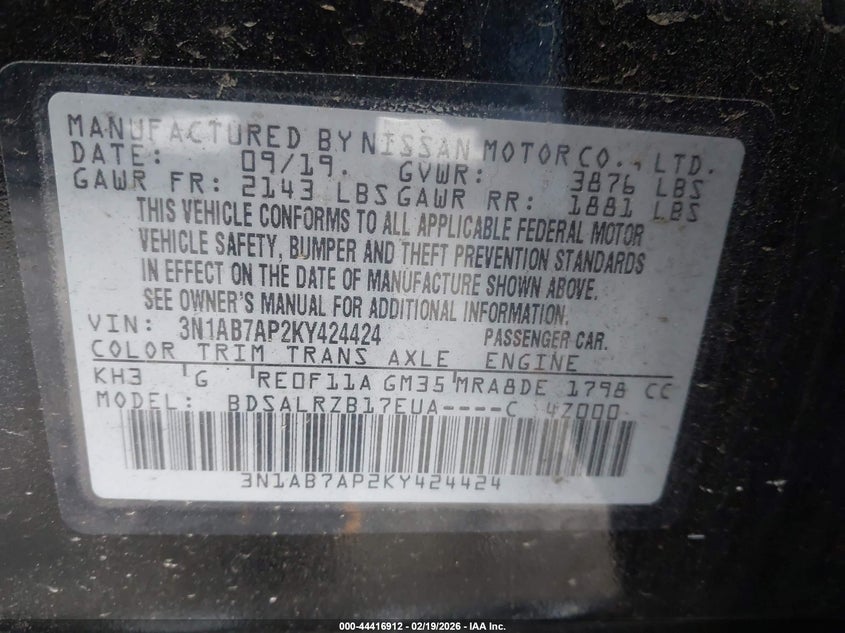 MANUFACTURED BY NISSAN MOTOR CO., LTD.
DATE: 09/19. GVWR: 3876 LBS
GAWR FR: 2143 LBS GAWR RR: 1881 LBS
THIS VEHICLE CONFORMS TO ALL APPLICABLE FEDERAL MOTOR
VEHICLE SAFETY, BUMPER AND THEFT PREVENTION STANDARDS
IN EFFECT ON THE DATE OF MANUFACTURE SHOWN ABOVE.
SEE OWNER'S MANUAL FOR ADDITIONAL INFORMATION.
VIN: 3N1AB7AP2KY424424 PASSENGER CAR.
COLOR TRIM TRANS AXLE ENGINE
KH3 G RE0F11A GM35 MRA8DE 1798 CC
MODEL: BDSALRZB17EUA----C 4Z000
3N1AB7AP2KY424424
000-44416912 - 02/19/2026 - IAA Inc.